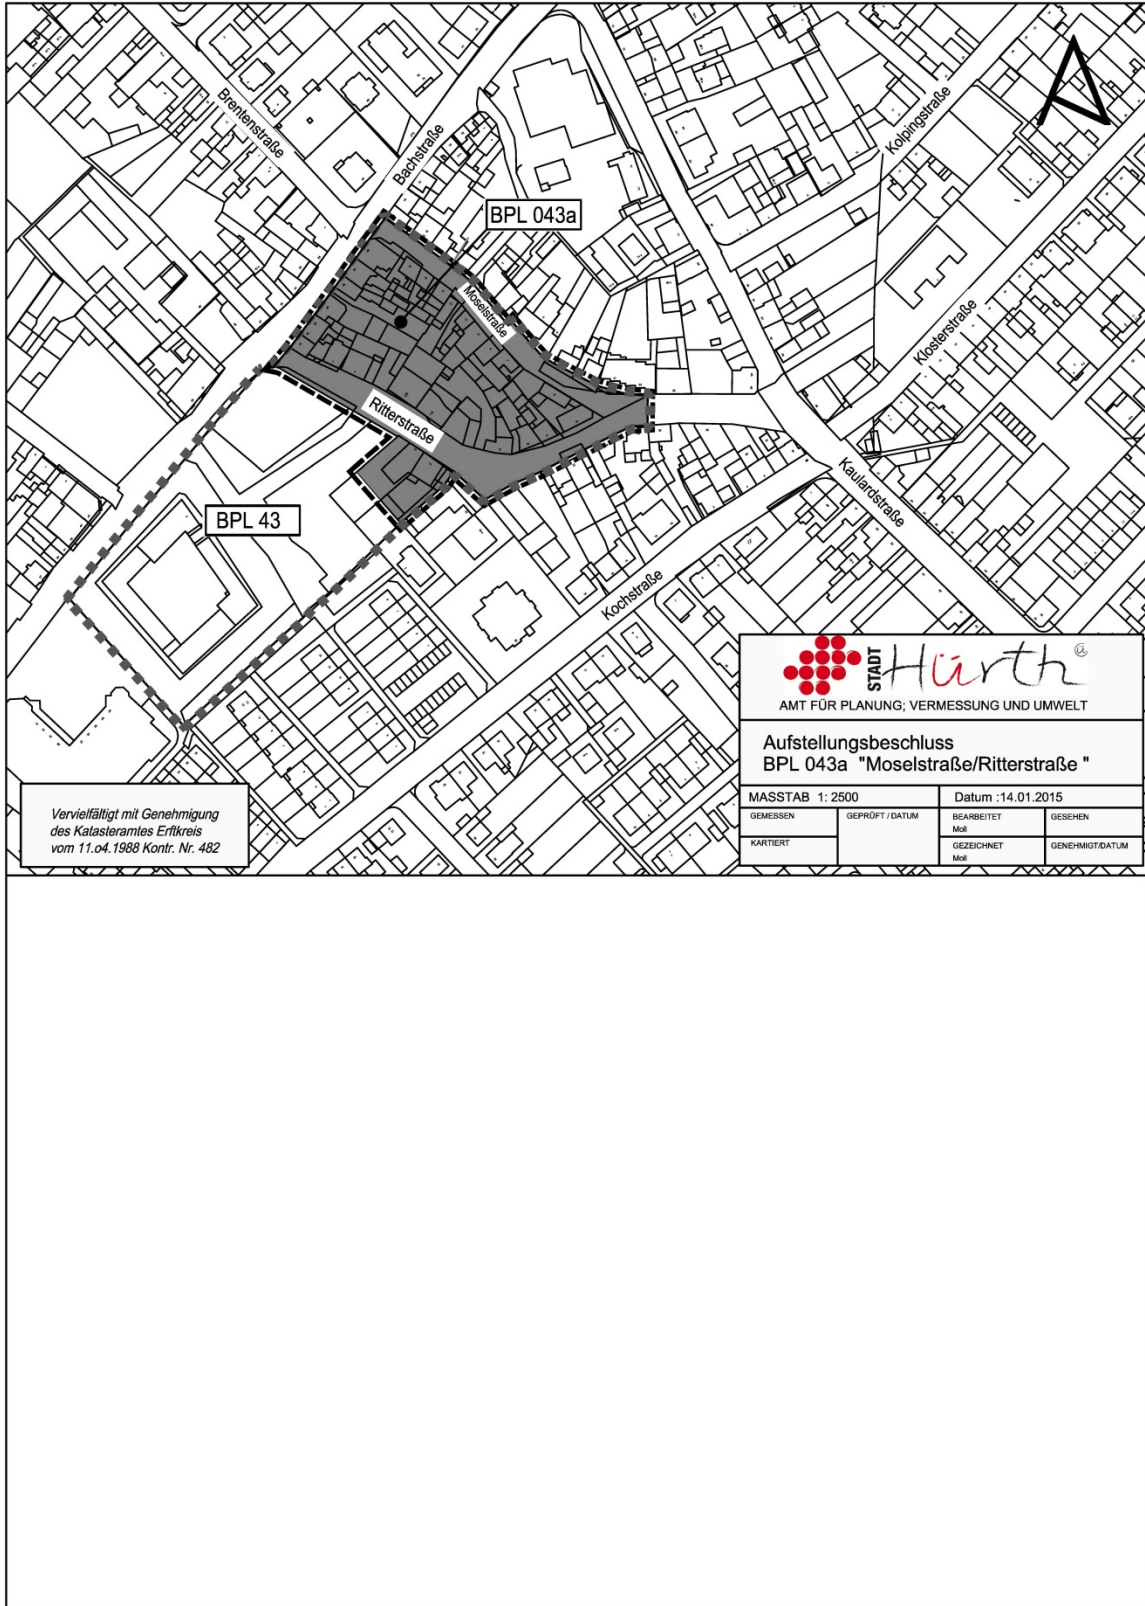 Brentenstraße
Bachstraße
Kolpingstraße
BPL 043a
Moselstraße
Klosterstraße
Ritterstraße
Kaulardstraße
BPL 43
Kochstraße
STADT Hürth @
AMT FÜR PLANUNG; VERMESSUNG UND UMWELT
Aufstellungsbeschluss
BPL 043a "Moselstraße/Ritterstraße "
MASSTAB 1: 2500
Datum :14.01.2015
GEMESSEN
GEPRÜFT / DATUM
BEARBEITET
Moll
GESEHEN
KARTIERT
GEZEICHNET
Moll
GENEHMIGT/DATUM
Vervielfältigt mit Genehmigung
des Katasteramtes Erftkreis
vom 11.o4.1988 Kontr. Nr. 482